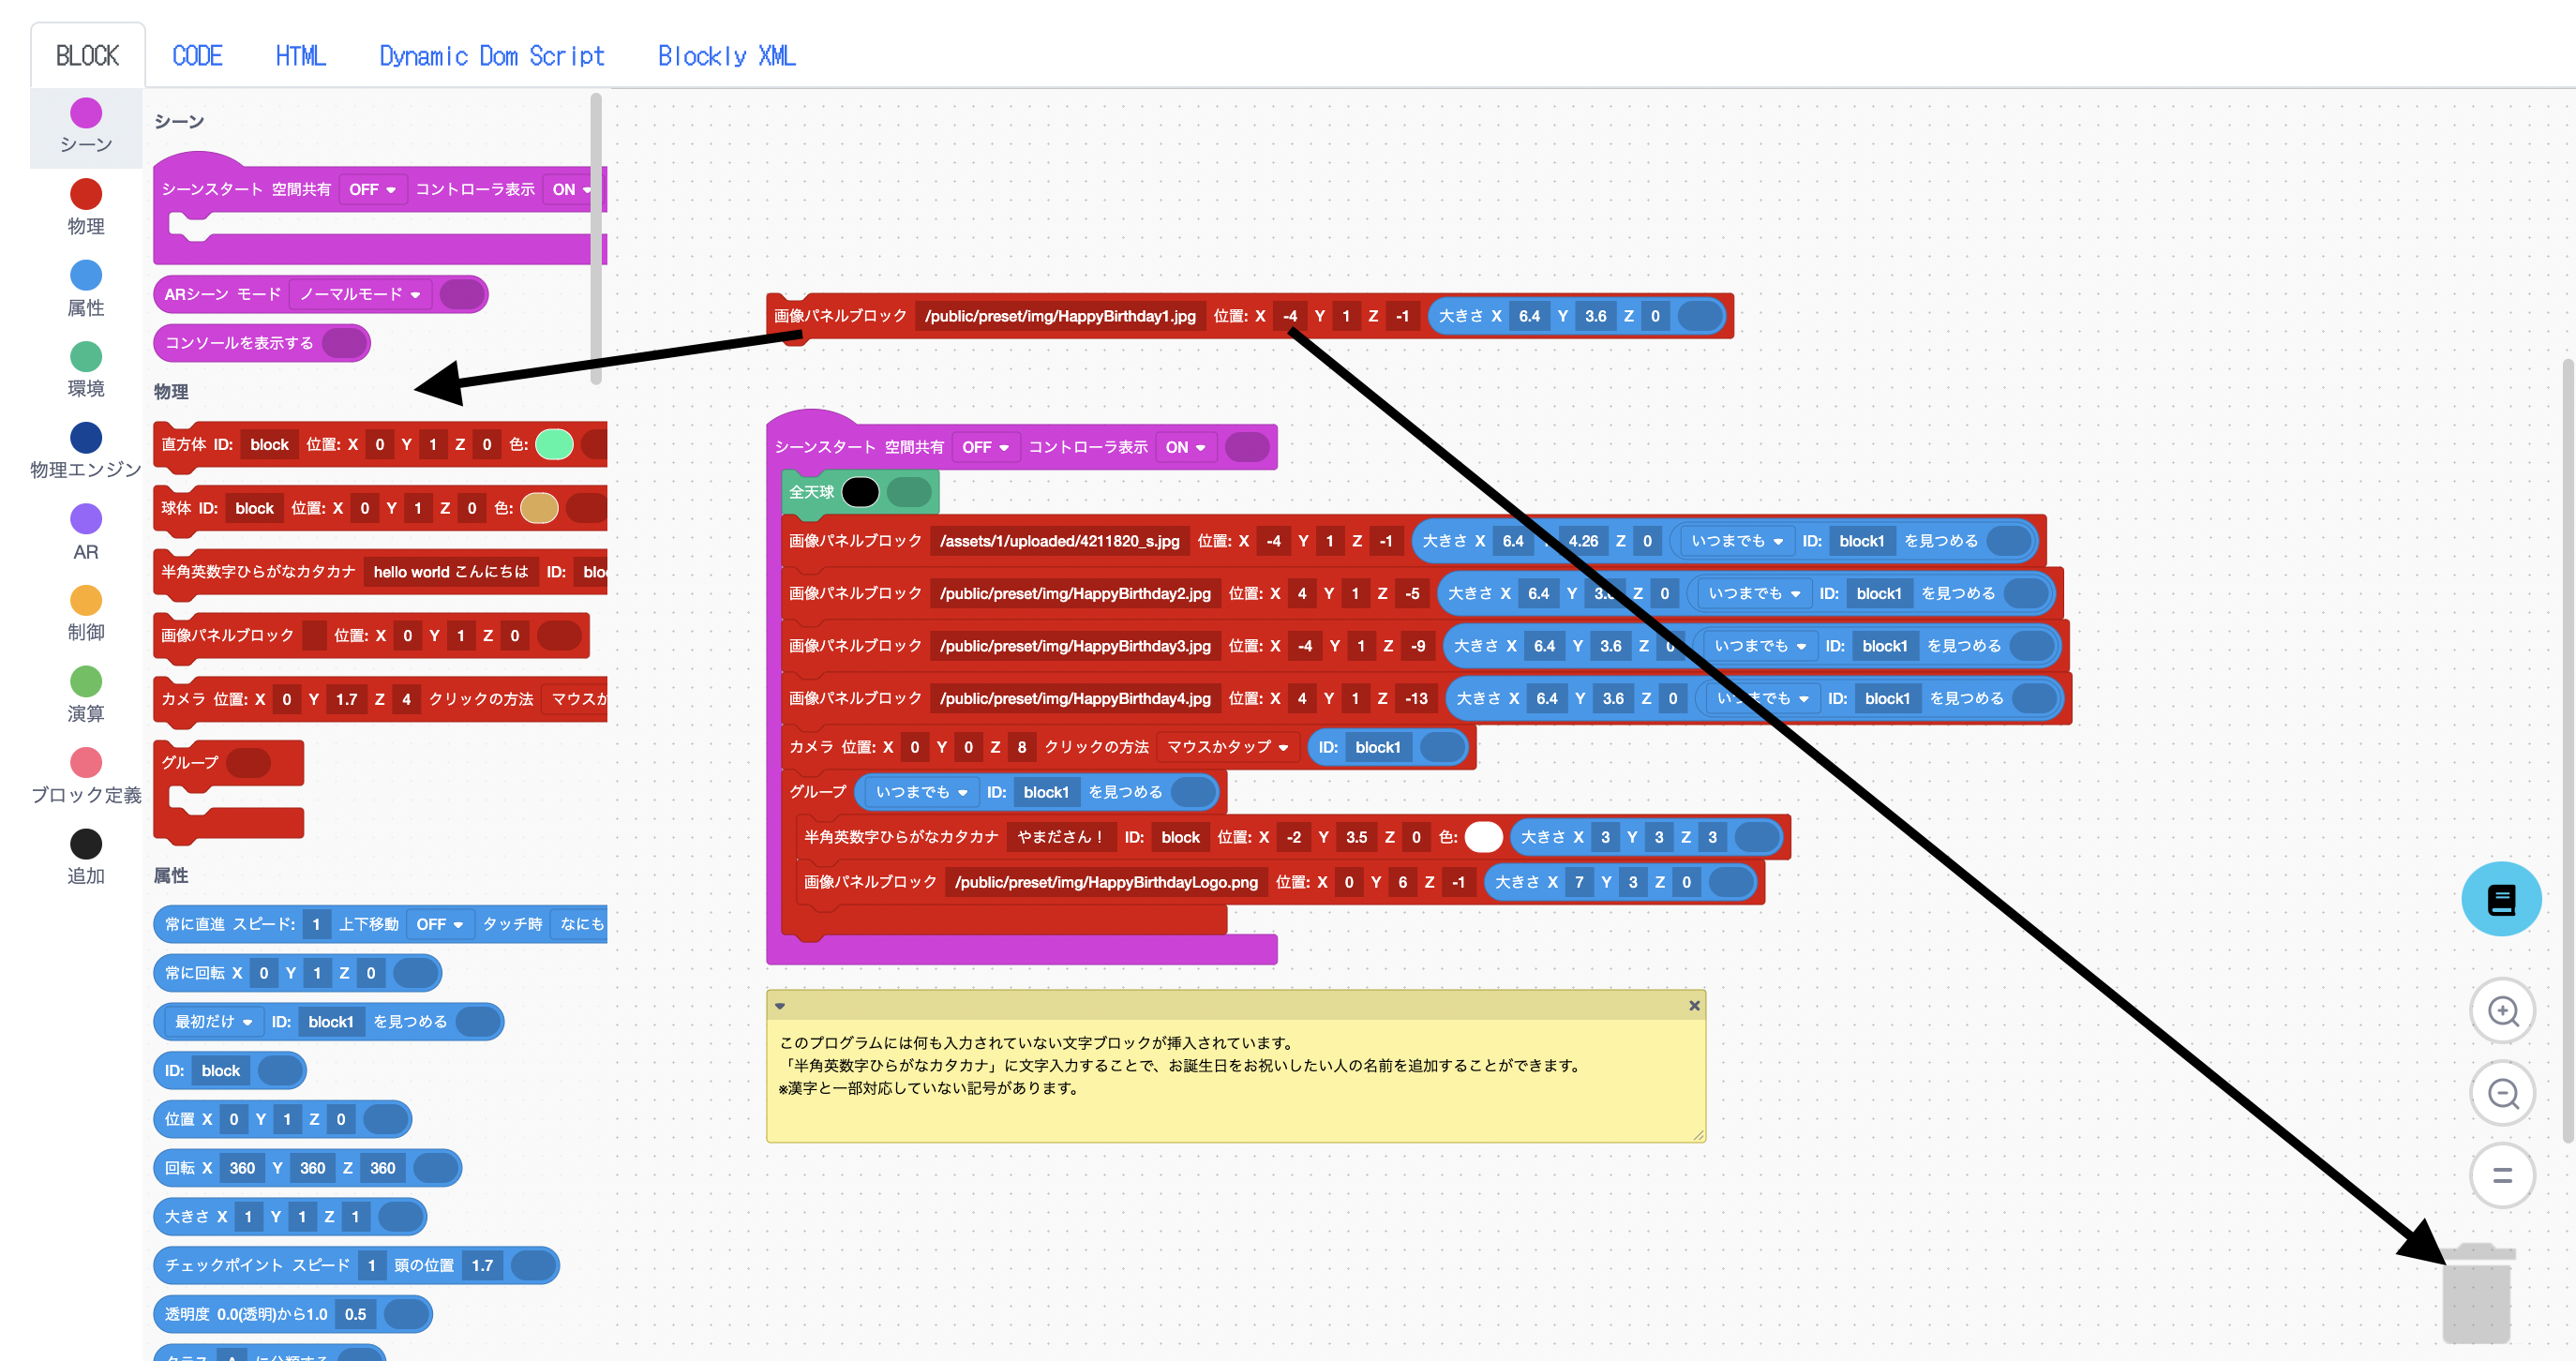 BLOCK CODE HTML Dynamic Dom Script Blockly XML
シーン
物理
属性
環境
物理エンジン
AR
制御
演算
ブロック定義
追加
シーン
シーンスタート 空間共有 OFF コントローラ表示 ON
ARシーン モード ノーマルモード
コンソールを表示する
物理
直方体 ID: block 位置: X 0 Y 1 Z 0 色:
球体 ID: block 位置: X 0 Y 1 Z 0 色:
半角英数字ひらがなカタカナ hello world こんにちは ID:
画像パネルブロック 位置: X 0 Y 1 Z 0
カメラ 位置: X 0 Y 1.7 Z 4 クリックの方法 マウスか
グループ
属性
常に直進 スピード: 1 上下移動 OFF タッチ時 なにも
常に回転 X 0 Y 1 Z 0
最初だけ ID: block1 を見つめる
ID: block
位置 X 0 Y 1 Z 0
回転 X 360 Y 360 Z 360
大きさ X 1 Y 1 Z 1
チェックポイント スピード 1 頭の位置 1.7
透明度 0.0(透明)から1.0 0.5
画像パネルブロック /public/preset/img/HappyBirthday1.jpg 位置: X -4 Y 1 Z -1 大きさ X 6.4 Y 3.6 Z 0
シーンスタート 空間共有 OFF コントローラ表示 ON
全天球
画像パネルブロック /assets/1/uploaded/4211820_s.jpg 位置: X -4 Y 1 Z -1 大きさ X 6.4 4.26 Z 0 いつまでも ID: block1 を見つめる
画像パネルブロック /public/preset/img/HappyBirthday2.jpg 位置: X 4 Y 1 Z -5 大きさ X 6.4 Y Z 0 いつまでも ID: block1 を見つめる
画像パネルブロック /public/preset/img/HappyBirthday3.jpg 位置: X -4 Y 1 Z -9 大きさ X 6.4 Y 3.6 Z 0 いつまでも ID: block1 を見つめる
画像パネルブロック /public/preset/img/HappyBirthday4.jpg 位置: X 4 Y 1 Z -13 大きさ X 6.4 Y 3.6 Z 0 いつまでも ID: block1 を見つめる
カメラ 位置: X 0 Y 0 Z 8 クリックの方法 マウスかタップ ID: block1
グループ いつまでも ID: block1 を見つめる
半角英数字ひらがなカタカナ やまださん！ ID: block 位置: X -2 Y 3.5 Z 0 色: 大きさ X 3 Y 3 Z 3
画像パネルブロック /public/preset/img/HappyBirthdayLogo.png 位置: X 0 Y 6 Z -1 大きさ X 7 Y 3 Z 0
このプログラムには何も入力されていない文字ブロックが挿入されています。
「半角英数字ひらがなカタカナ」に文字入力することで、お誕生日をお祝いしたい人の名前を追加することができます。
※漢字と一部対応していない記号があります。